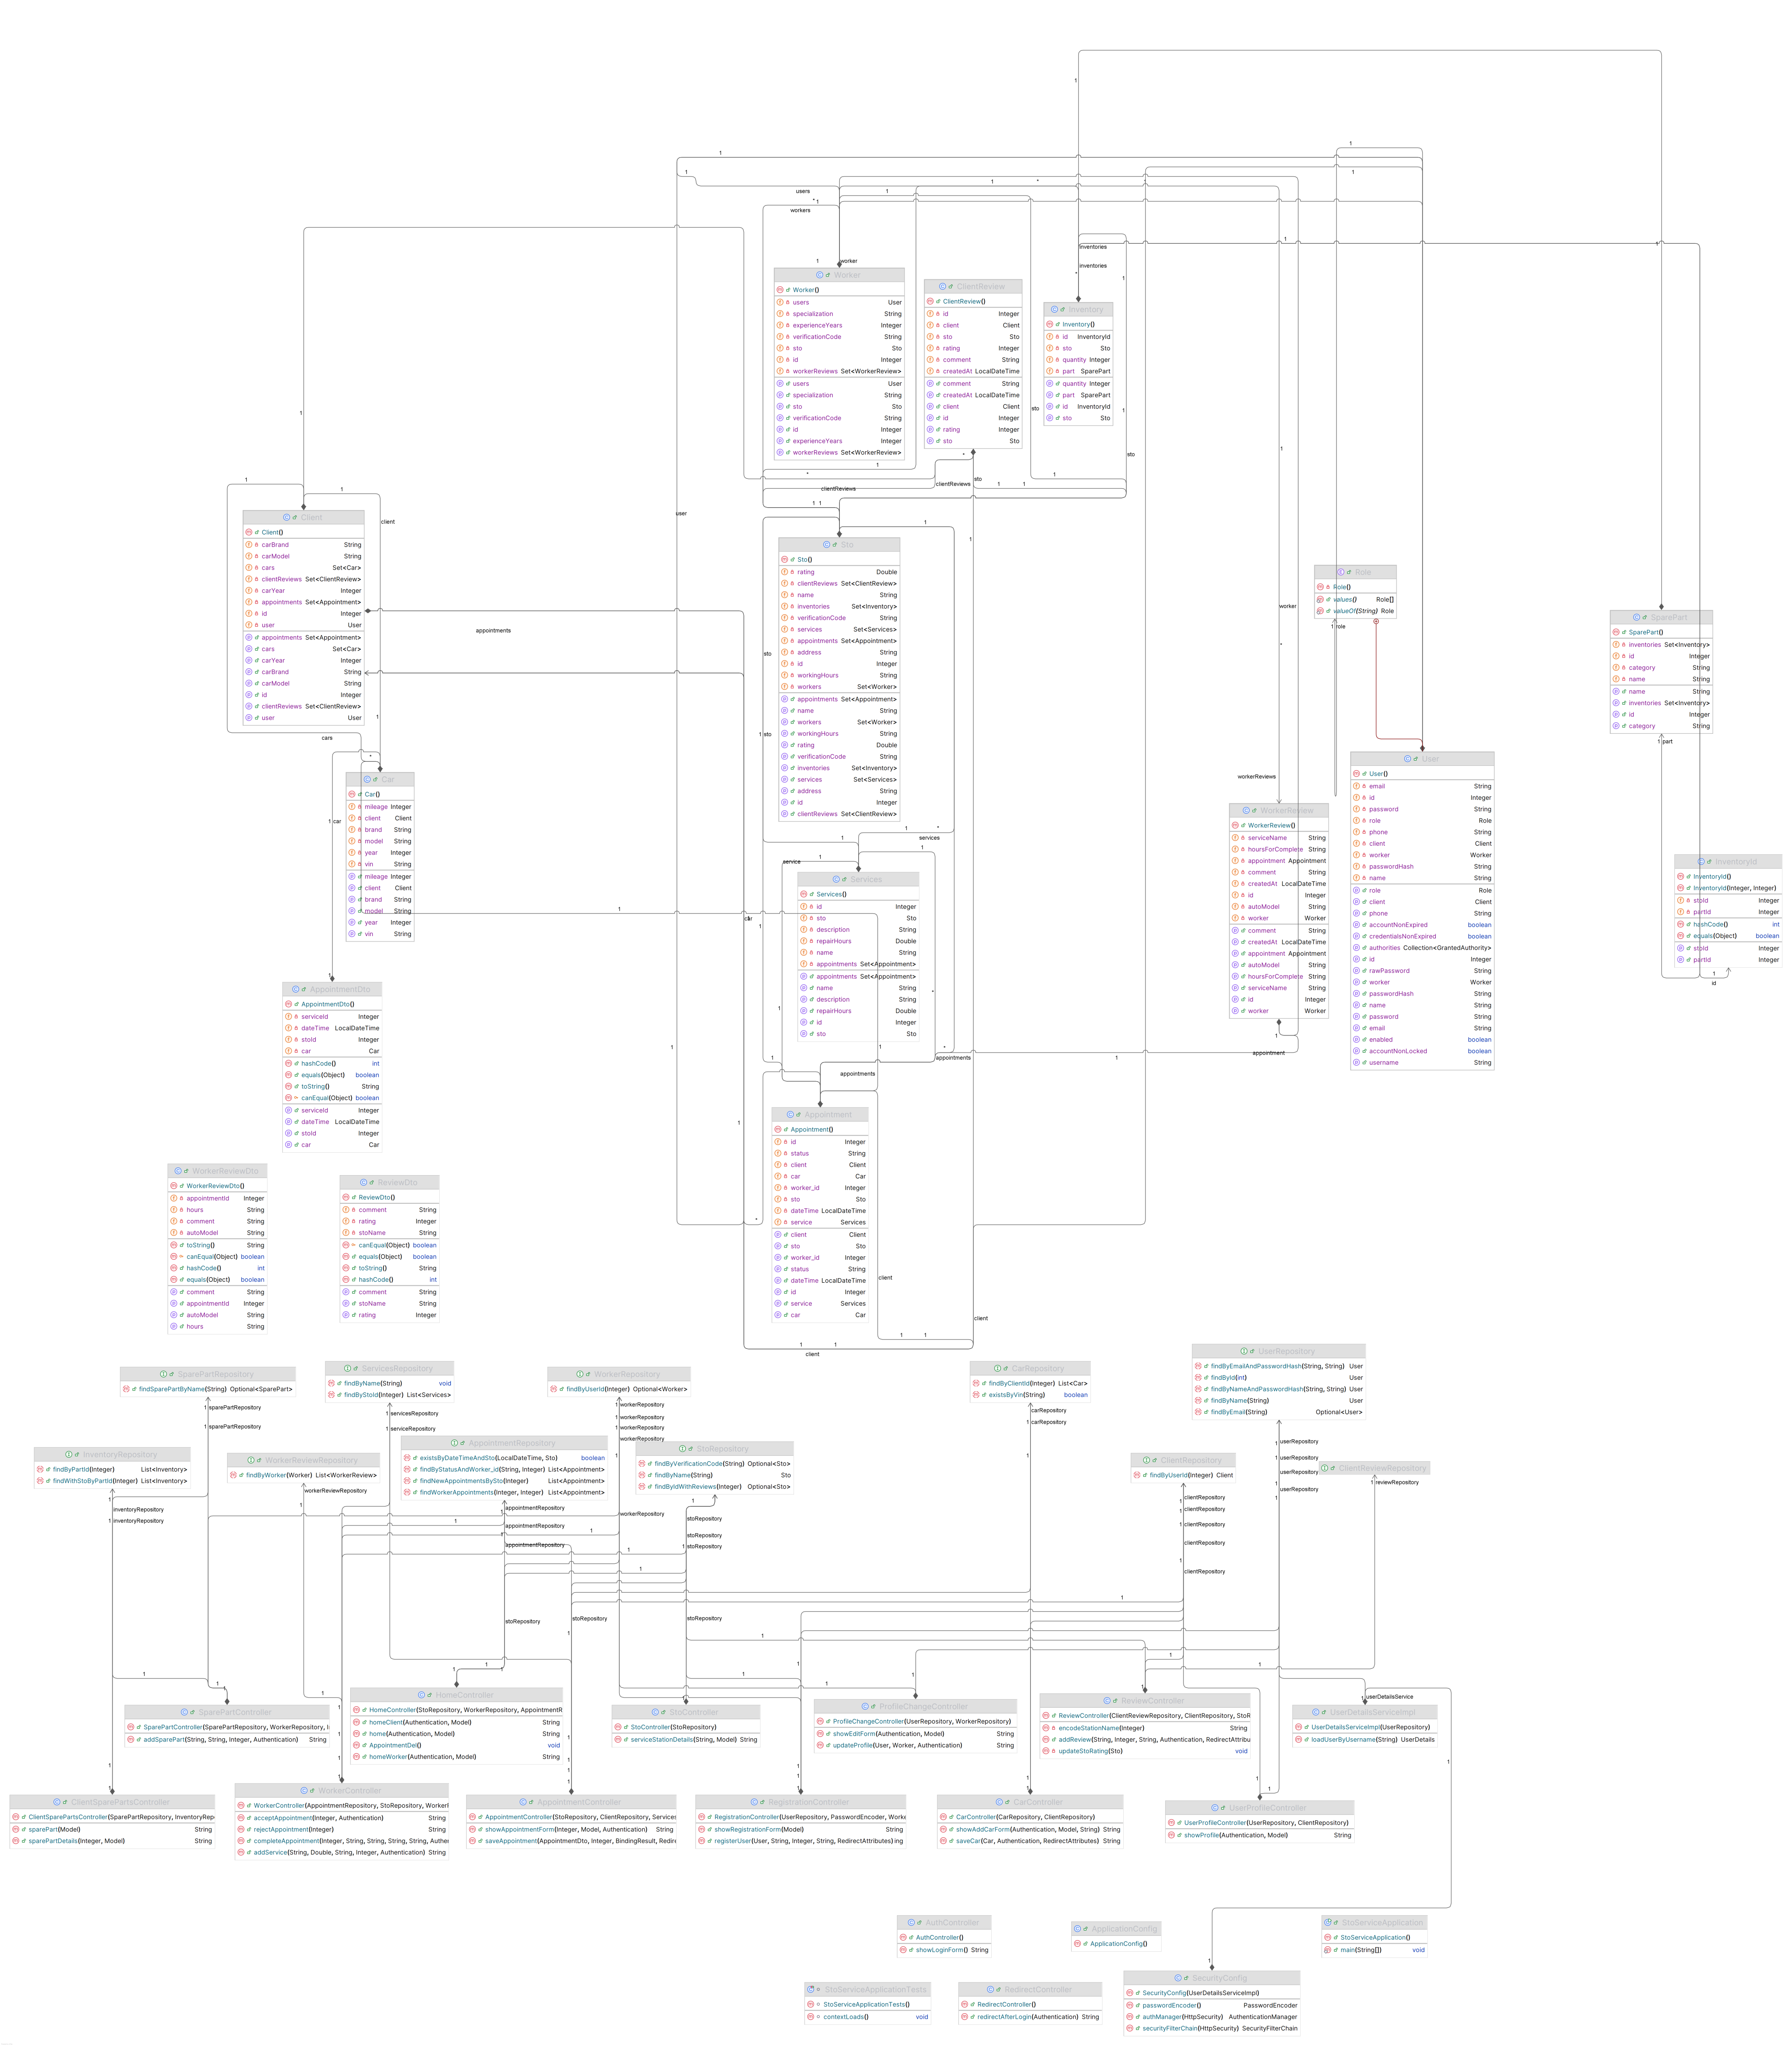 Worker
Worker()
users User
specialization String
experienceYears Integer
verificationCode String
sto Sto
id Integer
workerReviews Set<WorkerReview>
users User
specialization String
sto Sto
verificationCode String
id Integer
experienceYears Integer
workerReviews Set<WorkerReview>
ClientReview
ClientReview()
id Integer
client Client
sto Sto
rating Integer
comment String
createdAt LocalDateTime
comment String
createdAt LocalDateTime
client Client
id Integer
rating Integer
sto Sto
Inventory
Inventory()
id InventoryId
sto Sto
quantity Integer
part SparePart
quantity Integer
part SparePart
id InventoryId
sto Sto
Client
Client()
carBrand String
carModel String
cars Set<Car>
clientReviews Set<ClientReview>
carYear Integer
appointments Set<Appointment>
id Integer
user User
appointments Set<Appointment>
cars Set<Car>
carYear Integer
carBrand String
carModel String
id Integer
clientReviews Set<ClientReview>
user User
Sto
Sto()
rating Double
clientReviews Set<ClientReview>
name String
inventories Set<Inventory>
verificationCode String
services Set<Services>
appointments Set<Appointment>
address String
id Integer
workingHours String
workers Set<Worker>
appointments Set<Appointment>
name String
workers Set<Worker>
workingHours String
rating Double
verificationCode String
inventories Set<Inventory>
services Set<Services>
address String
id Integer
clientReviews Set<ClientReview>
Role
Role()
values() Role[]
valueOf(String) Role
SparePart
SparePart()
inventories Set<Inventory>
id Integer
category String
name String
name String
inventories Set<Inventory>
id Integer
category String
User
User()
email String
id Integer
password String
role Role
phone String
client Client
worker Worker
passwordHash String
name String
role Role
client Client
phone String
accountNonExpired boolean
credentialsNonExpired boolean
authorities Collection<GrantedAuthority>
id Integer
rawPassword String
worker Worker
passwordHash String
name String
password String
email String
enabled boolean
accountNonLocked boolean
username String
Car
Car()
mileage Integer
client Client
brand String
model String
year Integer
vin String
mileage Integer
client Client
brand String
model String
year Integer
vin String
WorkerReview
WorkerReview()
serviceName String
hoursForComplete String
appointment Appointment
comment String
createdAt LocalDateTime
id Integer
autoModel String
worker Worker
comment String
createdAt LocalDateTime
appointment Appointment
autoModel String
hoursForComplete String
serviceName String
id Integer
worker Worker
InventoryId
InventoryId()
InventoryId(Integer, Integer)
stoId Integer
partId Integer
hashCode() int
equals(Object) boolean
stoId Integer
partId Integer
Services
Services()
id Integer
sto Sto
description String
repairHours Double
name String
appointments Set<Appointment>
appointments Set<Appointment>
name String
description String
repairHours Double
id Integer
sto Sto
AppointmentDto
AppointmentDto()
serviceId Integer
dateTime LocalDateTime
stoId Integer
car Car
hashCode() int
equals(Object) boolean
toString() String
canEqual(Object) boolean
serviceId Integer
dateTime LocalDateTime
stoId Integer
car Car
Appointment
Appointment()
id Integer
status String
client Client
car Car
worker_id Integer
sto Sto
dateTime LocalDateTime
service Services
client Client
sto Sto
worker_id Integer
status String
dateTime LocalDateTime
id Integer
service Services
car Car
WorkerReviewDto
WorkerReviewDto()
appointmentId Integer
hours String
comment String
autoModel String
toString() String
canEqual(Object) boolean
hashCode() int
equals(Object) boolean
comment String
appointmentId Integer
autoModel String
hours String
ReviewDto
ReviewDto()
comment String
rating Integer
stoName String
canEqual(Object) boolean
equals(Object) boolean
toString() String
hashCode() int
comment String
stoName String
rating Integer
SparePartRepository
findSparePartByName(String) Optional<SparePart>
ServicesRepository
findByName(String) void
findByStoId(Integer) List<Services>
WorkerRepository
findByUserId(Integer) Optional<Worker>
CarRepository
findByClientId(Integer) List<Car>
existsByVin(String) boolean
UserRepository
findByEmailAndPasswordHash(String, String) User
findById(int) User
findByNameAndPasswordHash(String, String) User
findByName(String) User
findByEmail(String) Optional<User>
InventoryRepository
findByPartId(Integer) List<Inventory>
findWithStoByPartId(Integer) List<Inventory>
WorkerReviewRepository
findByWorker(Worker) List<WorkerReview>
AppointmentRepository
existsByDateTimeAndSto(LocalDateTime, Sto) boolean
findByStatusAndWorker_id(String, Integer) List<Appointment>
findNewAppointmentsBySto(Integer) List<Appointment>
findWorkerAppointments(Integer, Integer) List<Appointment>
StoRepository
findByVerificationCode(String) Optional<Sto>
findByName(String) Sto
findByIdWithReviews(Integer) Optional<Sto>
ClientRepository
findByUserId(Integer) Client
ClientReviewRepository
SparePartController
SparePartController(SparePartRepository, WorkerRepository, I
addSparePart(String, String, Integer, Authentication) String
HomeController
HomeController(StoRepository, WorkerRepository, AppointmentR
homeClient(Authentication, Model) String
home(Authentication, Model) String
AppointmentDel() void
homeWorker(Authentication, Model) String
StoController
StoController(StoRepository)
serviceStationDetails(String, Model) String
ProfileChangeController
ProfileChangeController(UserRepository, WorkerRepository)
showEditForm(Authentication, Model) String
updateProfile(User, Worker, Authentication) String
ReviewController
ReviewController(ClientReviewRepository, ClientRepository, StoR
encodeStationName(Integer) String
addReview(String, Integer, String, Authentication, RedirectAttribu
updateStoRating(Sto) void
UserDetailsServiceImpl
UserDetailsServiceImpl(UserRepository)
loadUserByUsername(String) UserDetails
ClientSparePartsController
ClientSparePartsController(SparePartRepository, InventoryRep
sparePart(Model) String
sparePartDetails(Integer, Model) String
WorkerController
WorkerController(AppointmentRepository, StoRepository, WorkerI
acceptAppointment(Integer, Authentication) String
rejectAppointment(Integer) String
completeAppointment(Integer, String, String, String, String, Auther
addService(String, Double, String, Integer, Authentication) String
AppointmentController
AppointmentController(StoRepository, ClientRepository, Service
showAppointmentForm(Integer, Model, Authentication) String
saveAppointment(AppointmentDto, Integer, BindingResult, Redire
RegistrationController
RegistrationController(UserRepository, PasswordEncoder, Worke
showRegistrationForm(Model) String
registerUser(User, String, Integer, String, RedirectAttributes) ing
CarController
CarController(CarRepository, ClientRepository)
showAddCarForm(Authentication, Model, String) String
saveCar(Car, Authentication, RedirectAttributes) String
UserProfileController
UserProfileController(UserRepository, ClientRepository)
showProfile(Authentication, Model) String
AuthController
AuthController()
showLoginForm() String
ApplicationConfig
ApplicationConfig()
StoServiceApplication
StoServiceApplication()
main(String[]) void
StoServiceApplicationTests
StoServiceApplicationTests()
contextLoads() void
RedirectController
RedirectController()
redirectAfterLogin(Authentication) String
SecurityConfig
SecurityConfig(UserDetailsServiceImpl)
passwordEncoder() PasswordEncoder
authManager(HttpSecurity) AuthenticationManager
securityFilterChain(HttpSecurity) SecurityFilterChain